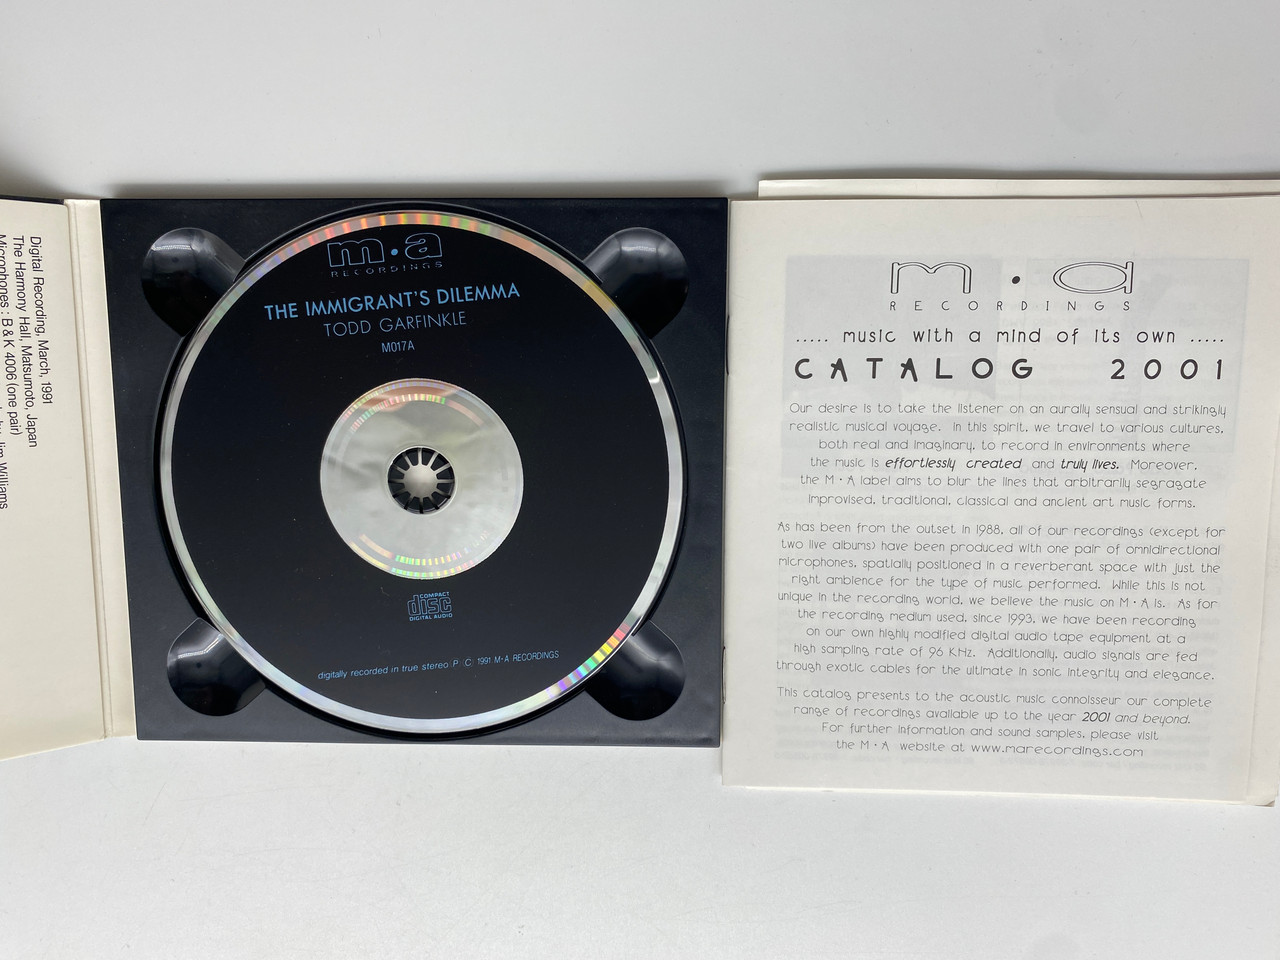 Digital Recording, March, 1991
The Harmony Hall, Matsumoto, Japan
Microphones : B & K 4006 (one pair)
by Jim Williams
m·a
RECORDINGS
THE IMMIGRANT'S DILEMMA
TODD GARFINKLE
M017A
COMPACT
disc
DIGITAL AUDIO
digitally recorded in true stereo P C 1991 M·A RECORDINGS
m·a
RECORDINGS
..... music with a mind of its own .....
CATALOG 2001
Our desire is to take the listener on an aurally sensual and strikingly
realistic musical voyage. In this spirit, we travel to various cultures,
both real and imaginary, to record in environments where
the music is effortlessly created and truly lives. Moreover,
the M·A label aims to blur the lines that arbitrarily segragate
improvised, traditional, classical and ancient art music forms.
As has been from the outset in 1988, all of our recordings (except for
two live albums) have been produced with one pair of omnidirectional
microphones, spatially positioned in a reverberant space with just the
right ambience for the type of music performed. While this is not
unique in the recording world, we believe the music on M·A is. As for
the recording medium used, since 1993, we have been recording
on our own highly modified digital audio tape equipment at a
high sampling rate of 96 KHz. Additionally, audio signals are fed
through exotic cables for the ultimate in sonic integrity and elegance.
This catalog presents to the acoustic music connoisseur our complete
range of recordings available up to the year 2001 and beyond.
For further information and sound samples, please visit
the M·A website at www.marecordings.com